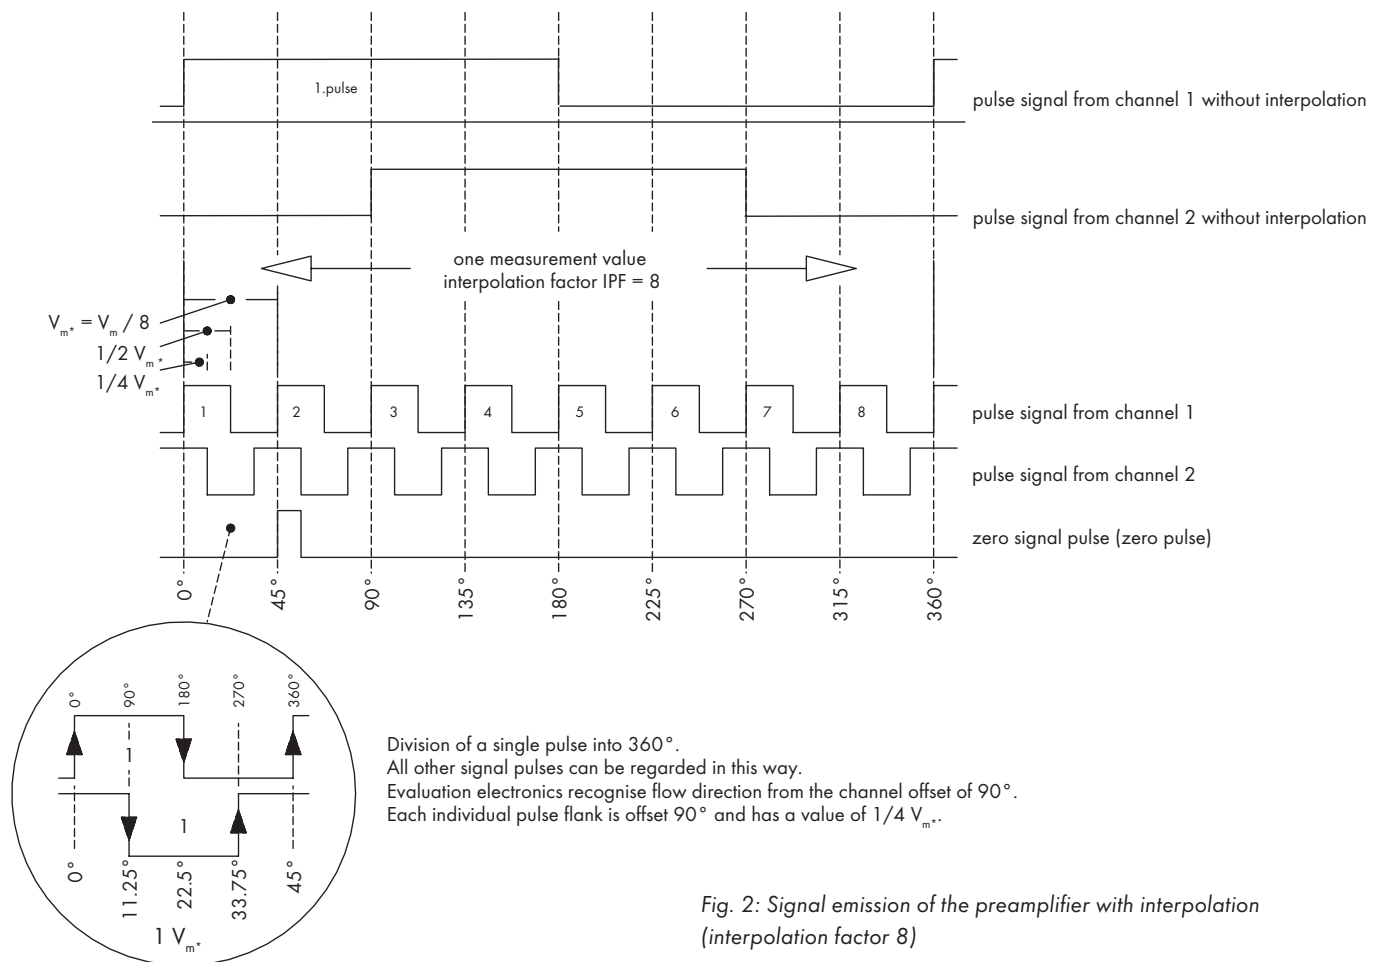 1.pulse
pulse signal from channel 1 without interpolation
pulse signal from channel 2 without interpolation
one measurement value
interpolation factor IPF = 8
Vm* = Vm / 8
1/2 Vm*
1/4 Vm*
1 2 3 4 5 6 7 8
pulse signal from channel 1
pulse signal from channel 2
zero signal pulse (zero pulse)
0° 45° 90° 135° 180° 225° 270° 315° 360°
0° 90° 180° 270° 360°
1
1
0° 11.25° 22.5° 33.75° 45°
1 Vm*
Division of a single pulse into 360°.
All other signal pulses can be regarded in this way.
Evaluation electronics recognise flow direction from the channel offset of 90°.
Each individual pulse flank is offset 90° and has a value of 1/4 Vm*.
Fig. 2: Signal emission of the preamplifier with interpolation
(interpolation factor 8)